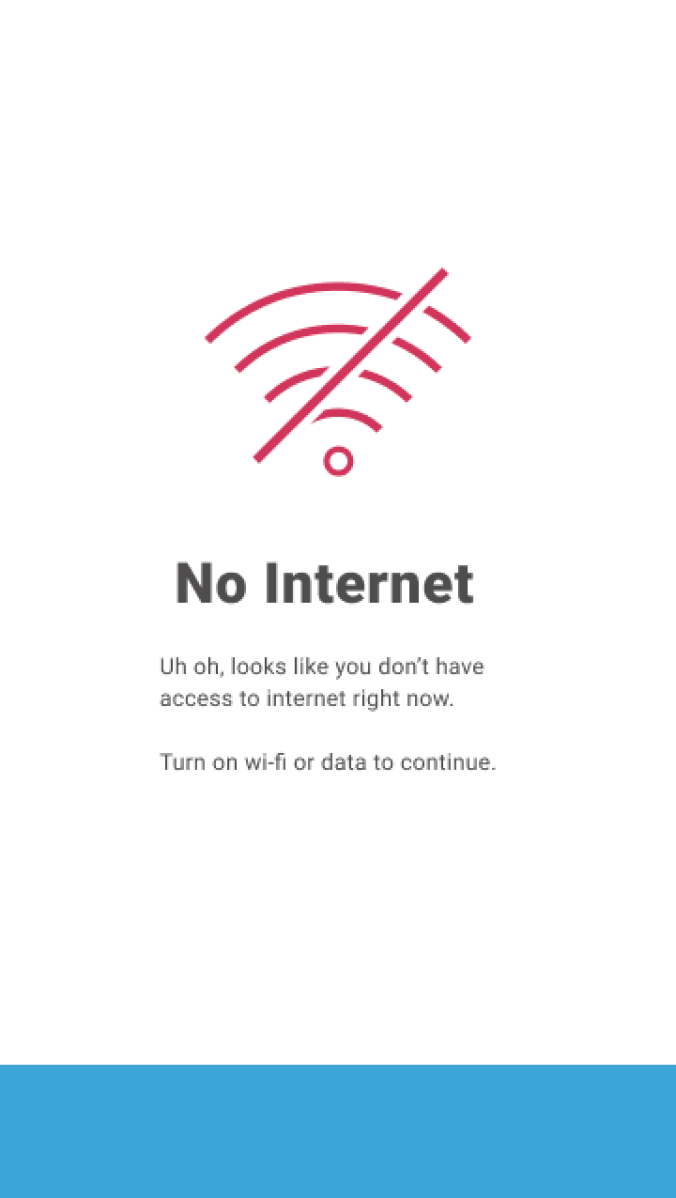 No Internet
Uh oh, looks like you don’t have
access to internet right now.
Turn on wi-fi or data to continue.